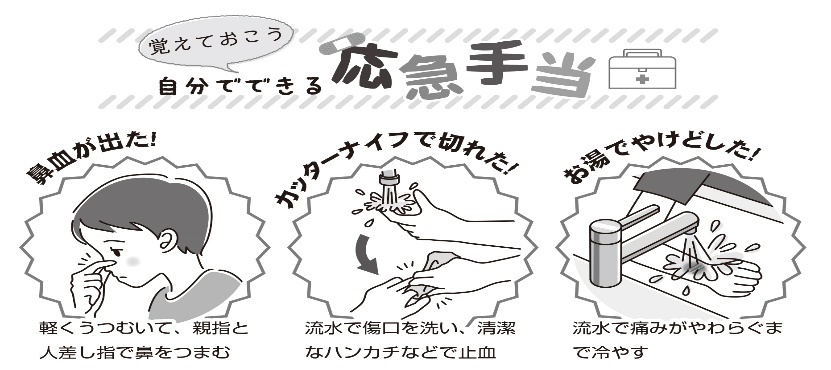 覚えておこう
自分でできる
応急手当
鼻血が出た!
軽くうつむいて、親指と
人差し指で鼻をつまむ
カッターナイフで切れた!
流水で傷口を洗い、清潔
なハンカチなどで止血
お湯でやけどした!
流水で痛みがやわらぐま
で冷やす